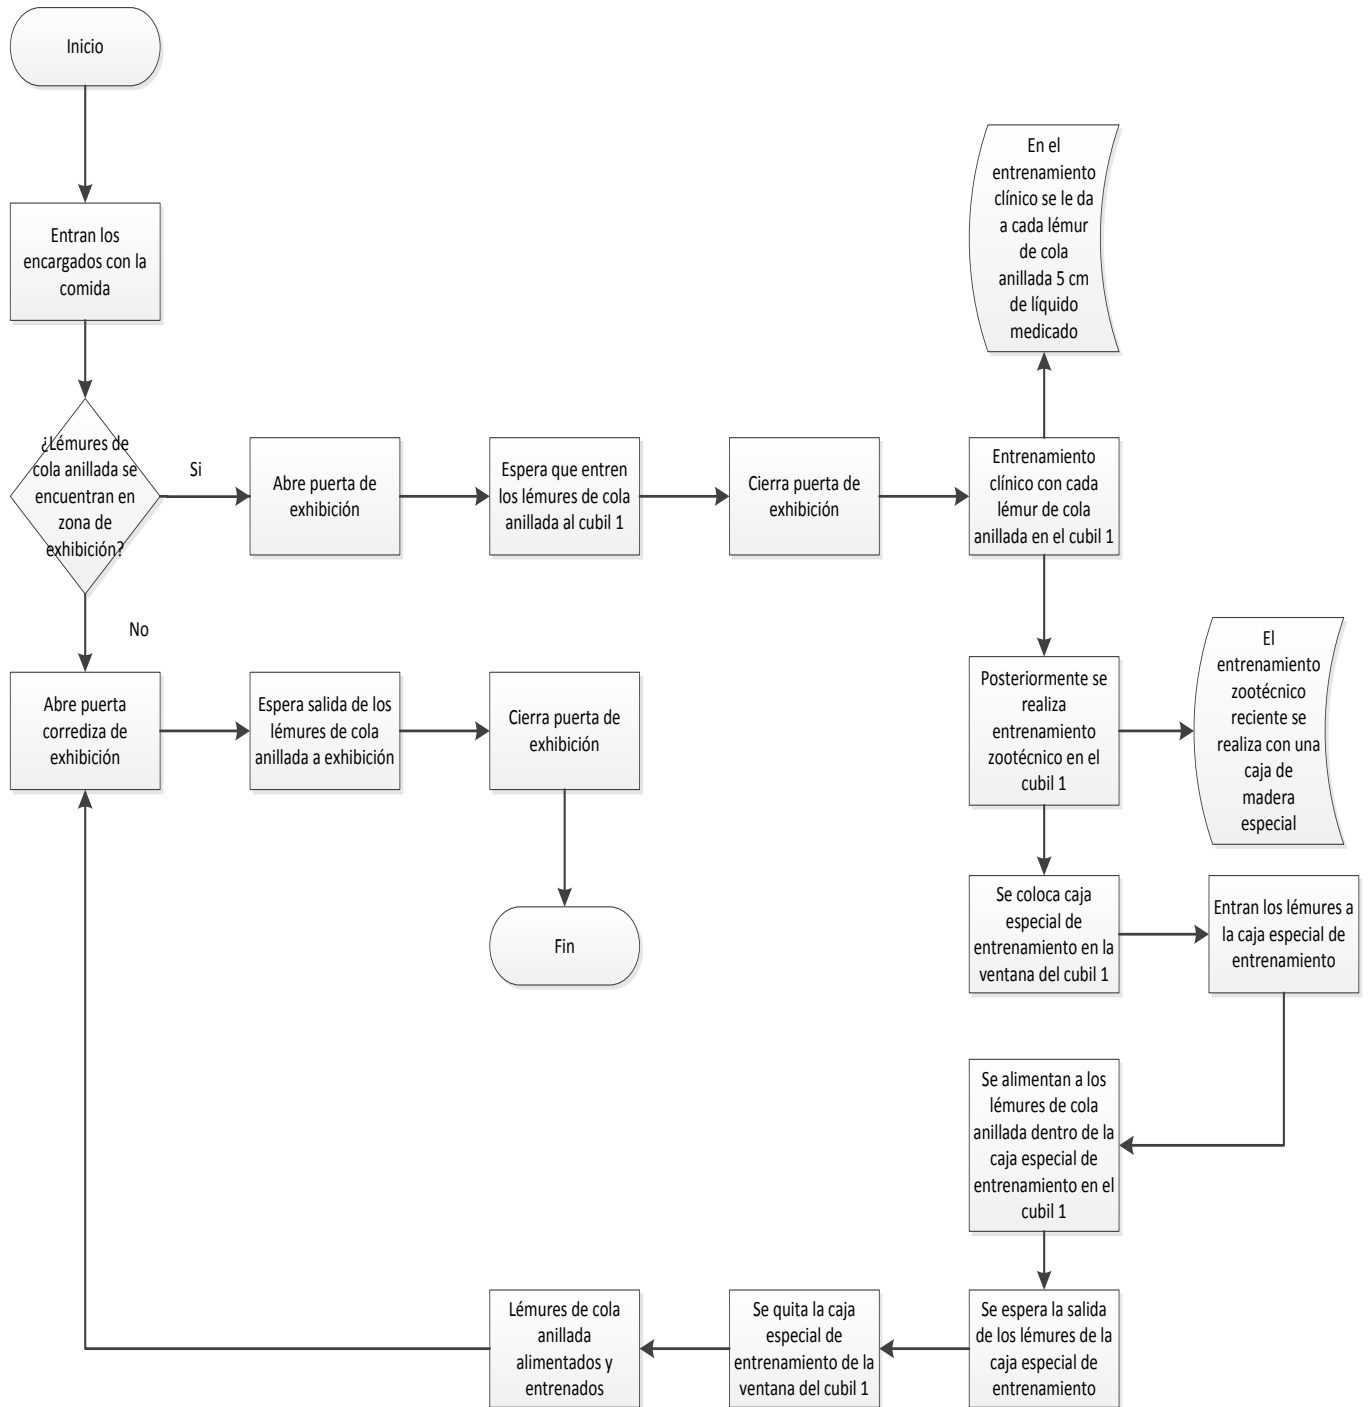 Inicio
Entran los
encargados con la
comida
¿Lémures de
cola anillada se
encuentran en
zona de
exhibición?
Si
Abre puerta de
exhibición
Espera que entren
los lémures de cola
anillada al cubil 1
Cierra puerta de
exhibición
Entrenamiento
clínico con cada
lémur de cola
anillada en el cubil 1
En el
entrenamiento
clínico se le da
a cada lémur
de cola
anillada 5 cm
de líquido
medicado
No
Abre puerta
corrediza de
exhibición
Espera salida de los
lémures de cola
anillada a exhibición
Cierra puerta de
exhibición
Fin
Posteriormente se
realiza
entrenamiento
zootécnico en el
cubil 1
El
entrenamiento
zootécnico
reciente se
realiza con una
caja de
madera
especial
Se coloca caja
especial de
entrenamiento en la
ventana del cubil 1
Entran los lémures a
la caja especial de
entrenamiento
Se alimentan a los
lémures de cola
anillada dentro de la
caja especial de
entrenamiento en el
cubil 1
Se espera la salida
de los lémures de la
caja especial de
entrenamiento
Se quita la caja
especial de
entrenamiento de la
ventana del cubil 1
Lémures de cola
anillada
alimentados y
entrenados